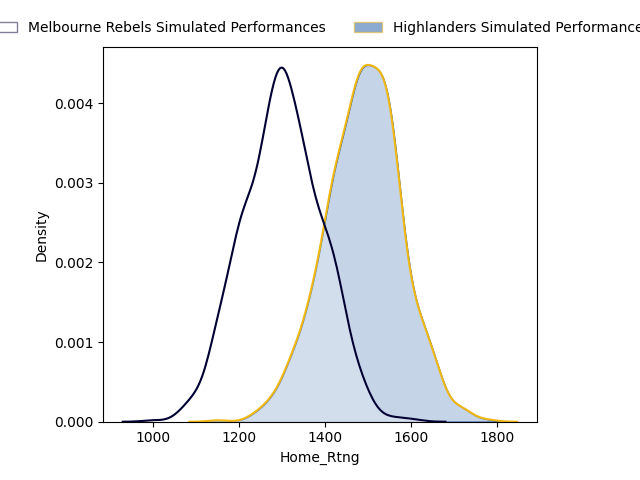 Melbourne Rebels Simulated Performances Highlanders Simulated Performance
0.004
0.003
0.002
0.001
0.000
Density
1000 1200 1400 1600 1800
Home_Rtng